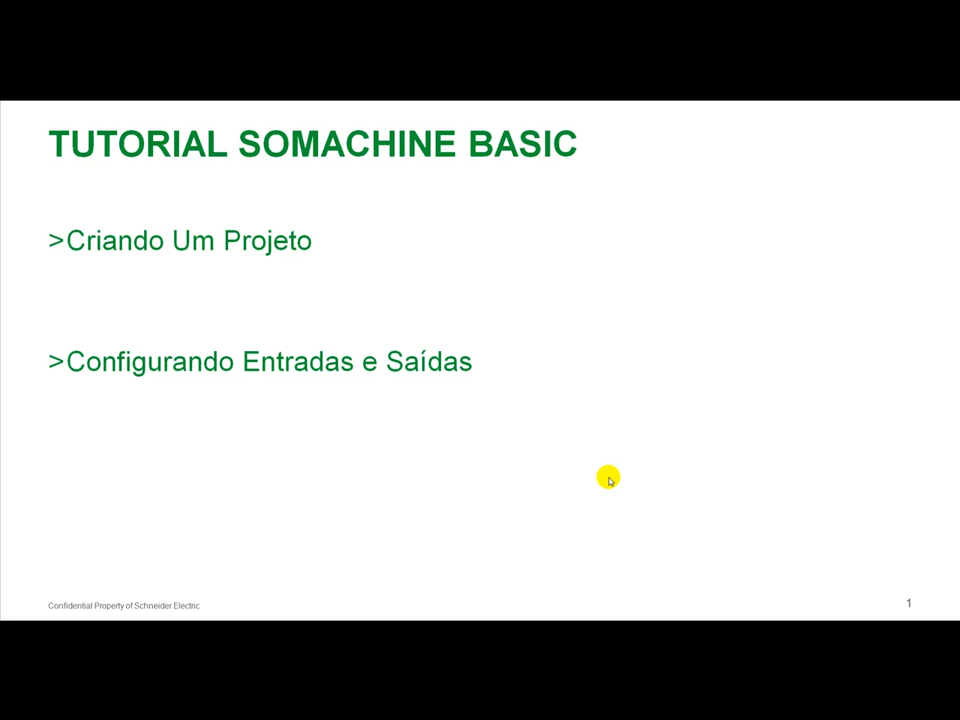 TUTORIAL SOMACHINE BASIC
>Criando Um Projeto
>Configurando Entradas e Saídas
Confidential Property of Schneider Electric
1